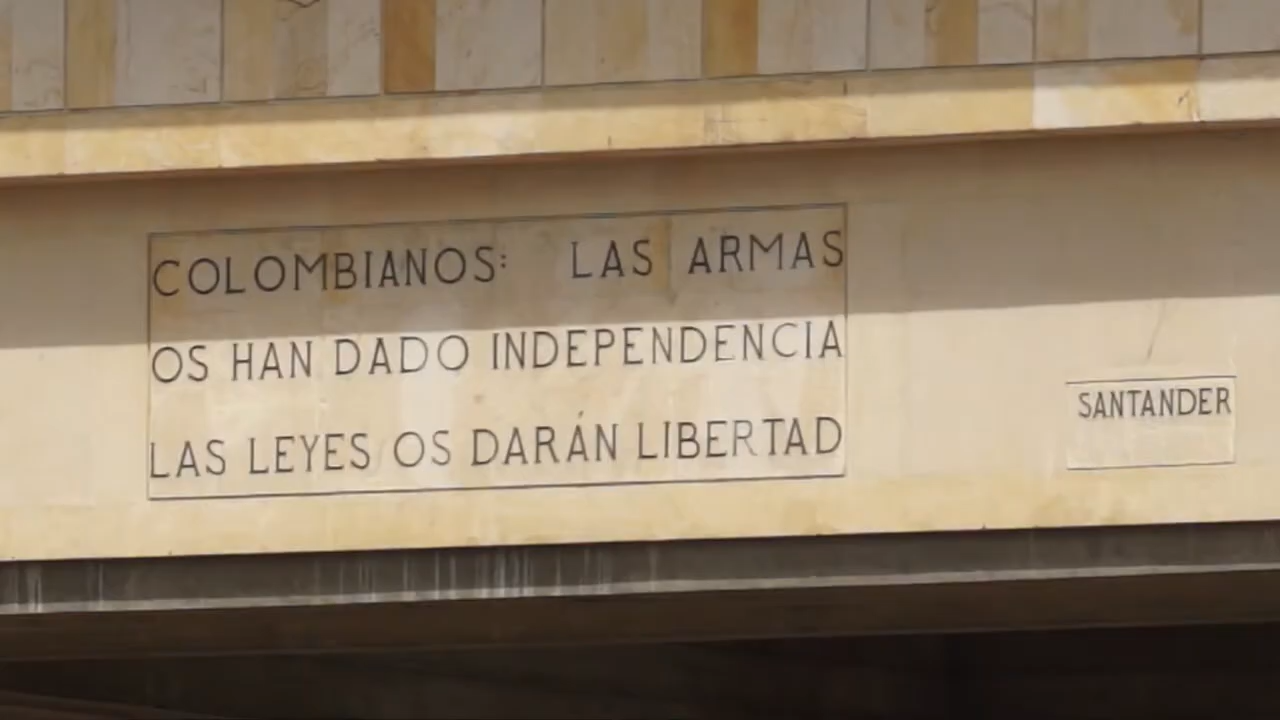 COLOMBIANOS: LAS ARMAS
OS HAN DADO INDEPENDENCIA
LAS LEYES OS DARÁN LIBERTAD
SANTANDER